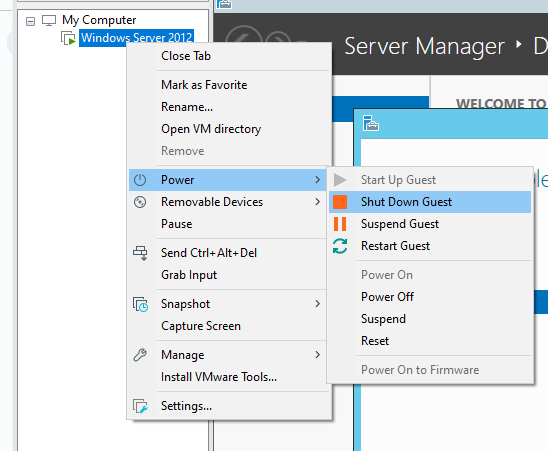 My Computer
Windows Server 2012
Server Manager
WELCOME TO
Close Tab
Mark as Favorite
Rename...
Open VM directory
Remove
Power
Removable Devices
Pause
Send Ctrl+Alt+Del
Grab Input
Snapshot
Capture Screen
Manage
Install VMware Tools...
Settings...
Start Up Guest
Shut Down Guest
Suspend Guest
Restart Guest
Power On
Power Off
Suspend
Reset
Power On to Firmware